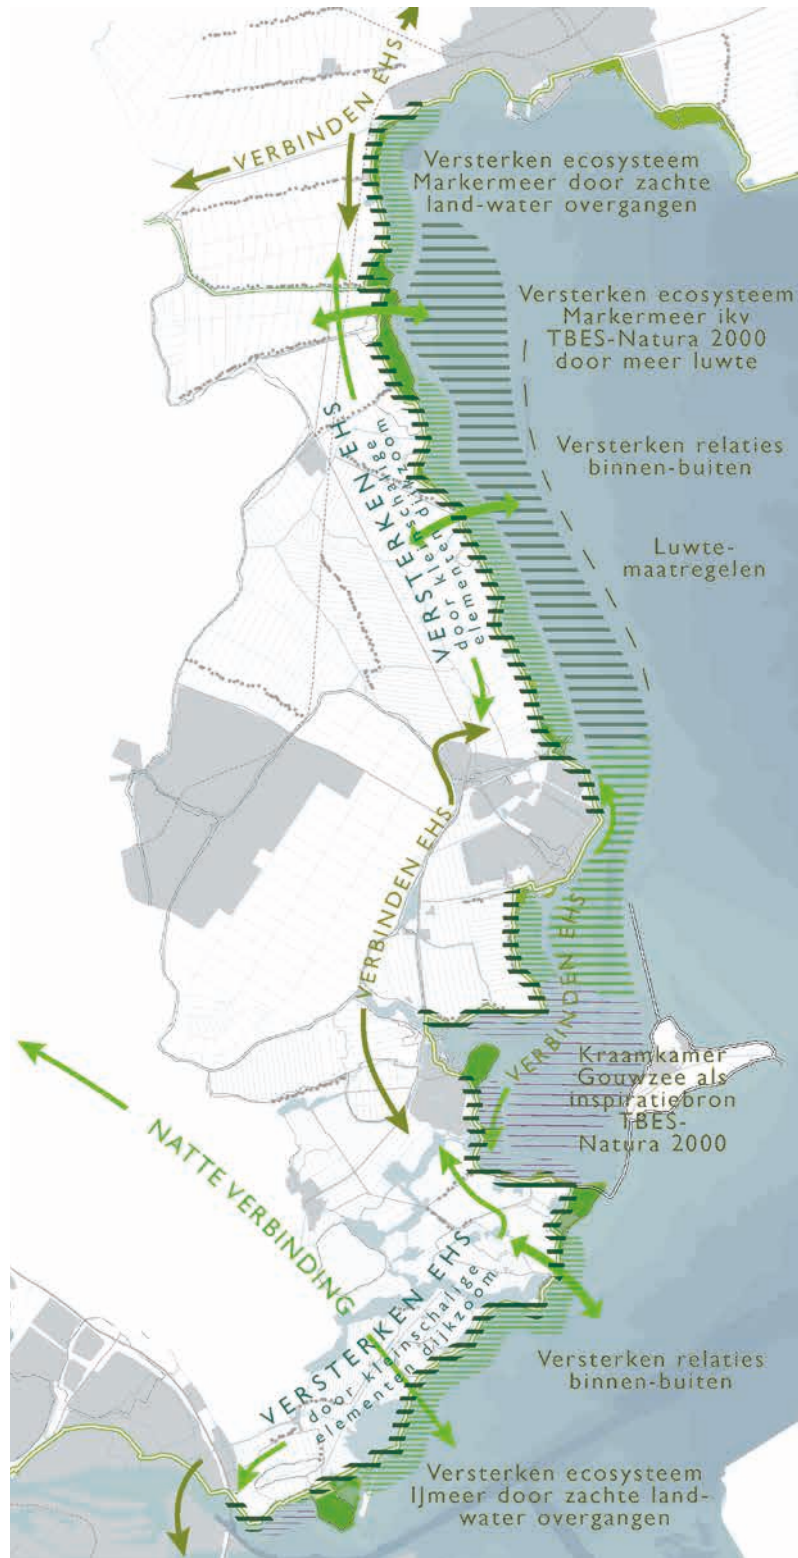 VERBINDEN EHS
Versterken ecosysteem
Markermeer door zachte
land-water overgangen
Versterken ecosysteem
Markermeer ikv
TBES-Natura 2000
door meer luwte
Versterken relaties
binnen-buiten
Luwte-
maatregelen
VERSTERKEN EHS
door kleinschalige
elementen dijkzoom
VERBINDEN EHS
VERBINDEN EHS
Kraamkamer
Gouwzee als
inspiratiebron
TBES-
Natura 2000
NATTE VERBINDING
VERSTERKEN EHS
door kleinschalige
elementen dijkzoom
Versterken relaties
binnen-buiten
Versterken ecosysteem
IJmeer door zachte land-
water overgangen